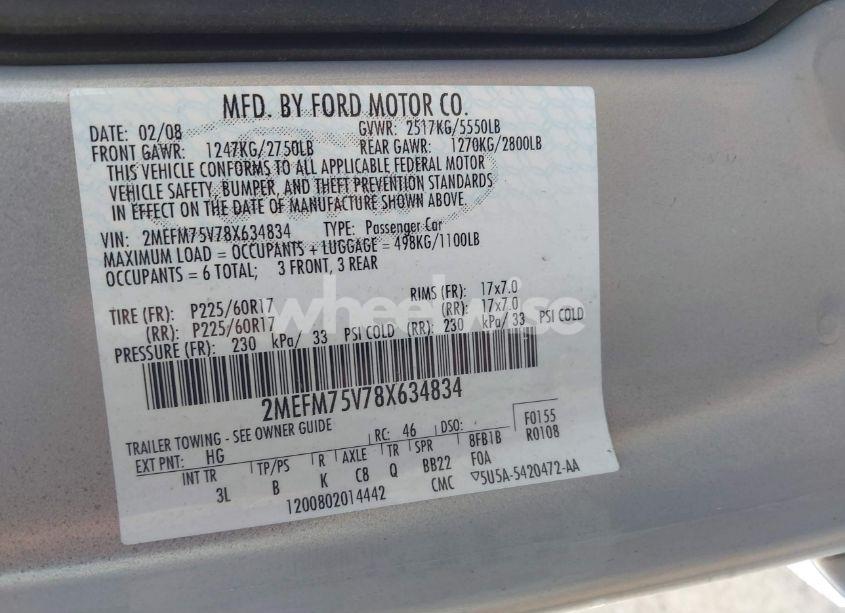 MFD. BY FORD MOTOR CO.
DATE: 02/08 GVWR: 2517KG/5550LB
FRONT GAWR: 1247KG/2750LB REAR GAWR: 1270KG/2800LB
THIS VEHICLE CONFORMS TO ALL APPLICABLE FEDERAL MOTOR
VEHICLE SAFETY, BUMPER, AND THEFT PREVENTION STANDARDS
IN EFFECT ON THE DATE OF MANUFACTURE SHOWN ABOVE.
VIN: 2MEFM75V78X634834 TYPE: Passenger Car
MAXIMUM LOAD = OCCUPANTS + LUGGAGE = 498KG/1100LB
OCCUPANTS = 6 TOTAL; 3 FRONT, 3 REAR
TIRE (FR): P225/60R17 RIMS (FR): 17x7.0
(RR): P225/60R17 (RR): 17x7.0
PRESSURE (FR): 230 kPa/ 33 PSI COLD (RR): 230 kPa/ 33 PSI COLD
wheelwise
2MEFM75V78X634834
TRAILER TOWING - SEE OWNER GUIDE
EXT PNT: HG RC: 46 DSO: F0155
INT TR TP/PS R AXLE TR SPR 8FB1B R0108
3L B K C8 Q BB22 F0A
1200802014442 CMC ▽5U5A-5420472-AA